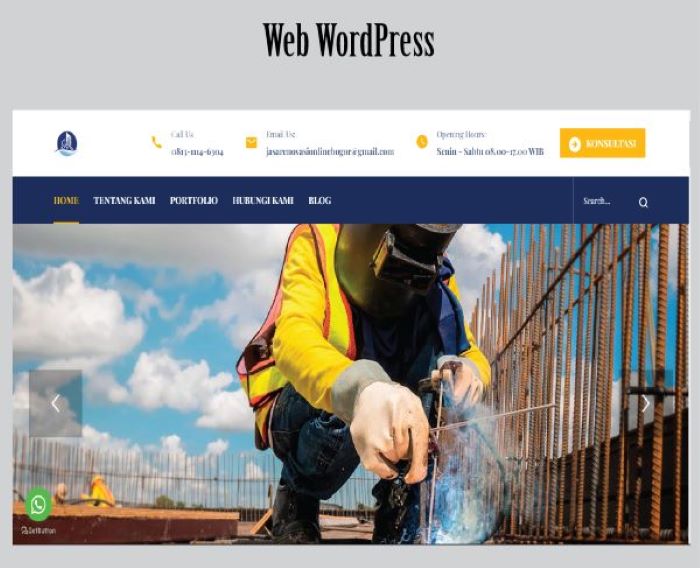 Web WordPress
Call Us:
0813-1114-6304
Email Us:
jasarenovasionlinebogor@gmail.com
Opening Hours:
Senin - Sabtu 08.00-17.00 WIB
KONSULTASI
HOME TENTANG KAMI PORTFOLIO HUBUNGI KAMI BLOG Search...
GetButton